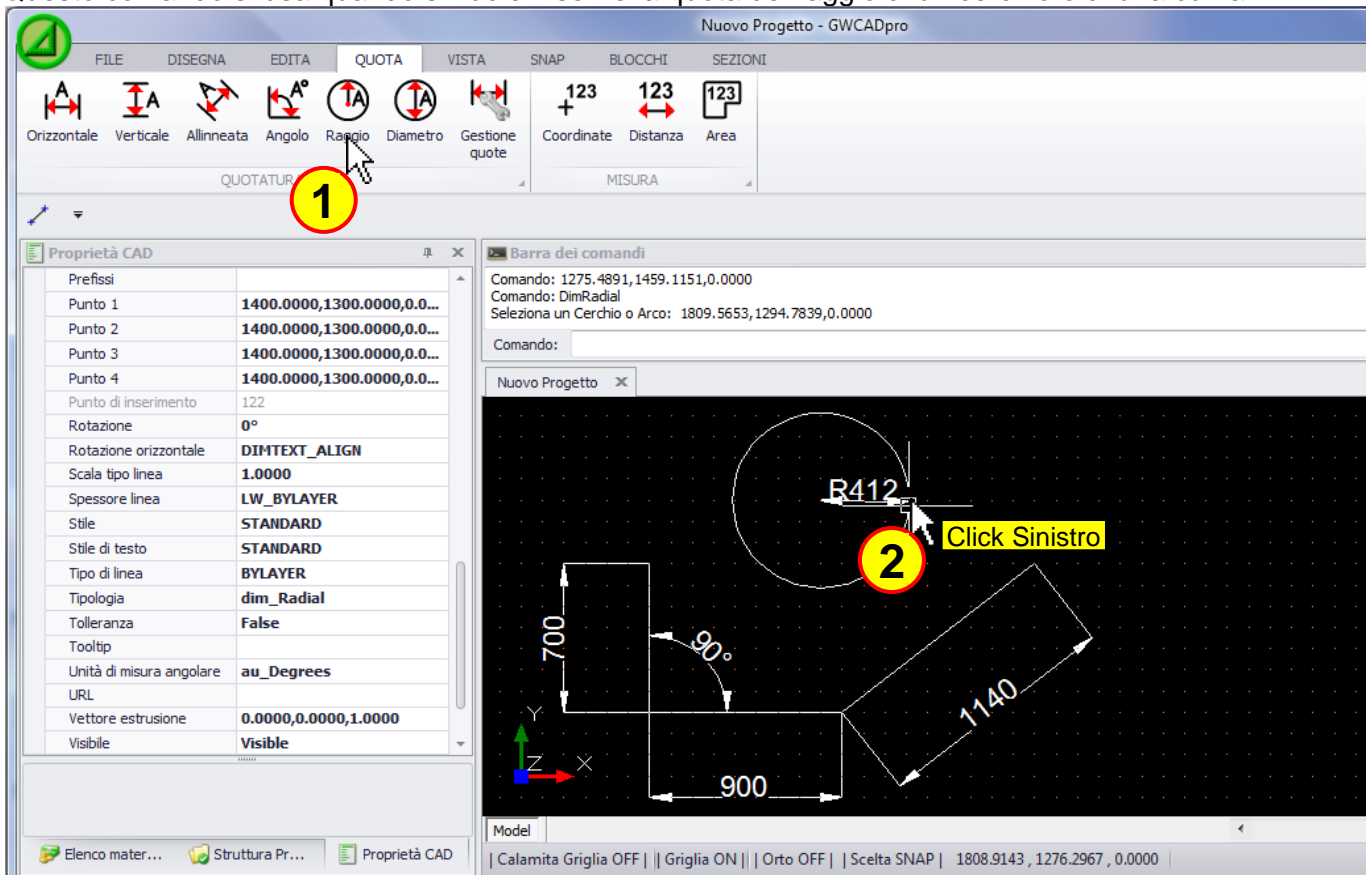 Nuovo Progetto - GWCADpro
FILE DISEGNA EDITA QUOTA VISTA SNAP BLOCCHI SEZIONI
A A A° A A 123 123 123
Orizzontale Verticale Allinneata Angolo Raggio Diametro Gestione quote Coordinate Distanza Area
QUOTATUR MISURA
1
Proprietà CAD
Prefissi
Punto 1 1400.0000,1300.0000,0.0...
Punto 2 1400.0000,1300.0000,0.0...
Punto 3 1400.0000,1300.0000,0.0...
Punto 4 1400.0000,1300.0000,0.0...
Punto di inserimento 122
Rotazione 0°
Rotazione orizzontale DIMTEXT_ALIGN
Scala tipo linea 1.0000
Spessore linea LW_BYLAYER
Stile STANDARD
Stile di testo STANDARD
Tipo di linea BYLAYER
Tipologia dim_Radial
Tolleranza False
Tooltip
Unità di misura angolare au_Degrees
URL
Vettore estrusione 0.0000,0.0000,1.0000
Visibile Visible
Elenco mater... Struttura Pr... Proprietà CAD
Barra dei comandi
Comando: 1275.4891,1459.1151,0.0000
Comando: DimRadial
Seleziona un Cerchio o Arco: 1809.5653,1294.7839,0.0000
Comando:
Nuovo Progetto
R412
Click Sinistro
2
700
90°
1140
Y
Z X
900
Model
| Calamita Griglia OFF | | Griglia ON | | Orto OFF | | Scelta SNAP | 1808.9143 , 1276.2967 , 0.0000